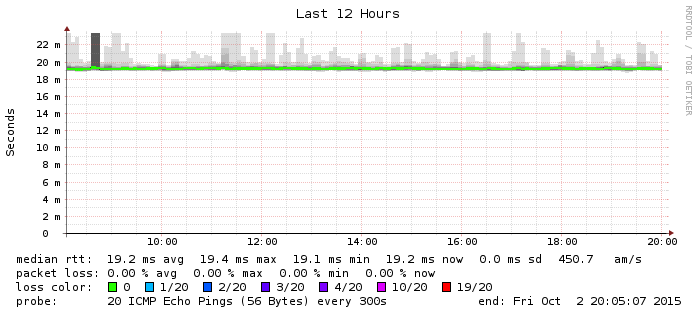 Last 12 Hours
RRDTOOL / TOBI OETIKER
Seconds
22 m
20 m
18 m
16 m
14 m
12 m
10 m
8 m
6 m
4 m
2 m
0
10:00 12:00 14:00 16:00 18:00 20:00
median rtt: 19.2 ms avg 19.4 ms max 19.1 ms min 19.2 ms now 0.0 ms sd 450.7 am/s
packet loss: 0.00 % avg 0.00 % max 0.00 % min 0.00 % now
loss color: 0 1/20 2/20 3/20 4/20 10/20 19/20
probe: 20 ICMP Echo Pings (56 Bytes) every 300s end: Fri Oct 2 20:05:07 2015